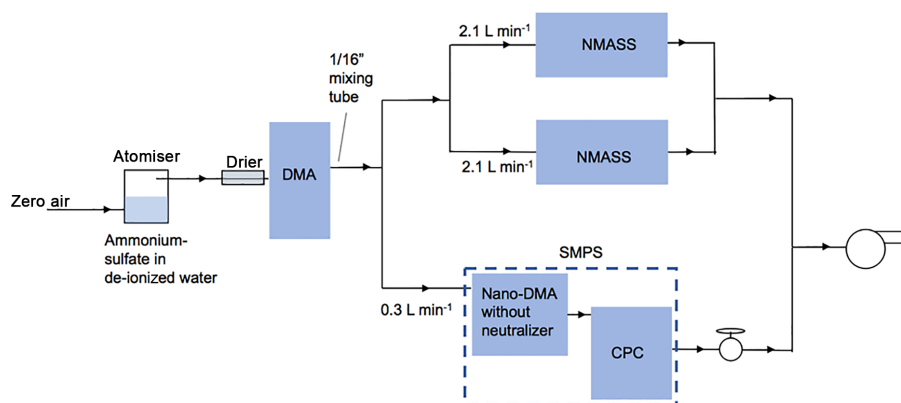 Zero air
Atomiser
Ammonium-
sulfate in
de-ionized water
Drier
DMA
1/16"
mixing
tube
2.1 L min⁻¹
NMASS
2.1 L min⁻¹
NMASS
0.3 L min⁻¹
SMPS
Nano-DMA
without
neutralizer
CPC